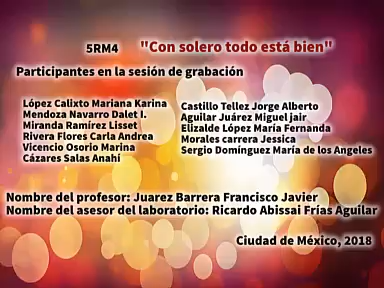 5RM4 "Con solero todo está bien"
Participantes en la sesión de grabación
López Calixto Mariana Karina
Mendoza Navarro Dalet I.
Miranda Ramírez Lisset
Rivera Flores Carla Andrea
Vicencio Osorio Marina
Cázares Salas Anahí
Castillo Tellez Jorge Alberto
Aguilar Juárez Miguel jair
Elizalde López María Fernanda
Morales carrera Jessica
Sergio Domínguez María de los Angeles
Nombre del profesor: Juarez Barrera Francisco Javier
Nombre del asesor del laboratorio: Ricardo Abissai Frías Aguilar
Ciudad de México, 2018